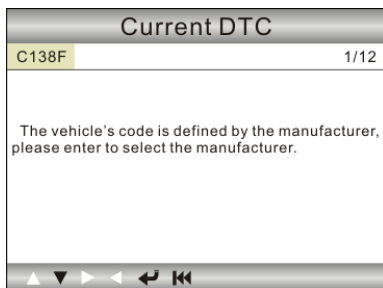 Current DTC
C138F 1/12
The vehicle's code is defined by the manufacturer,
please enter to select the manufacturer.